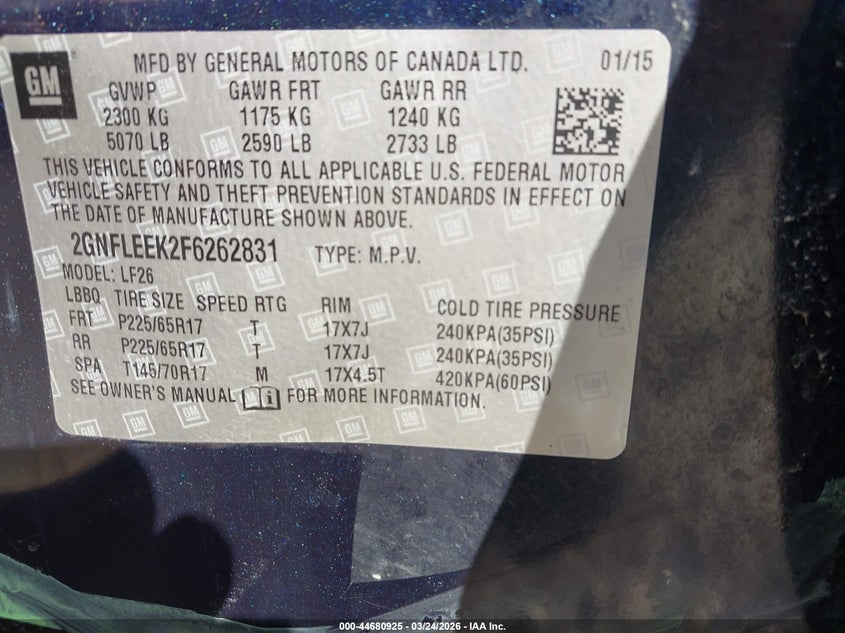 GM
MFD BY GENERAL MOTORS OF CANADA LTD. 01/15
GVWP GAWR FRT GAWR RR
2300 KG 1175 KG 1240 KG
5070 LB 2590 LB 2733 LB
THIS VEHICLE CONFORMS TO ALL APPLICABLE U.S. FEDERAL MOTOR
VEHICLE SAFETY AND THEFT PREVENTION STANDARDS IN EFFECT ON
THE DATE OF MANUFACTURE SHOWN ABOVE.
2GNFLEEK2F6262831 TYPE: M.P.V.
MODEL: LF26
LBBQ TIRE SIZE SPEED RTG RIM COLD TIRE PRESSURE
FRT P225/65R17 T 17X7J 240KPA(35PSI)
RR P225/65R17 T 17X7J 240KPA(35PSI)
SPA T145/70R17 M 17X4.5T 420KPA(60PSI)
SEE OWNER'S MANUAL FOR MORE INFORMATION.
000-44680925 - 03/24/2026 - IAA Inc.